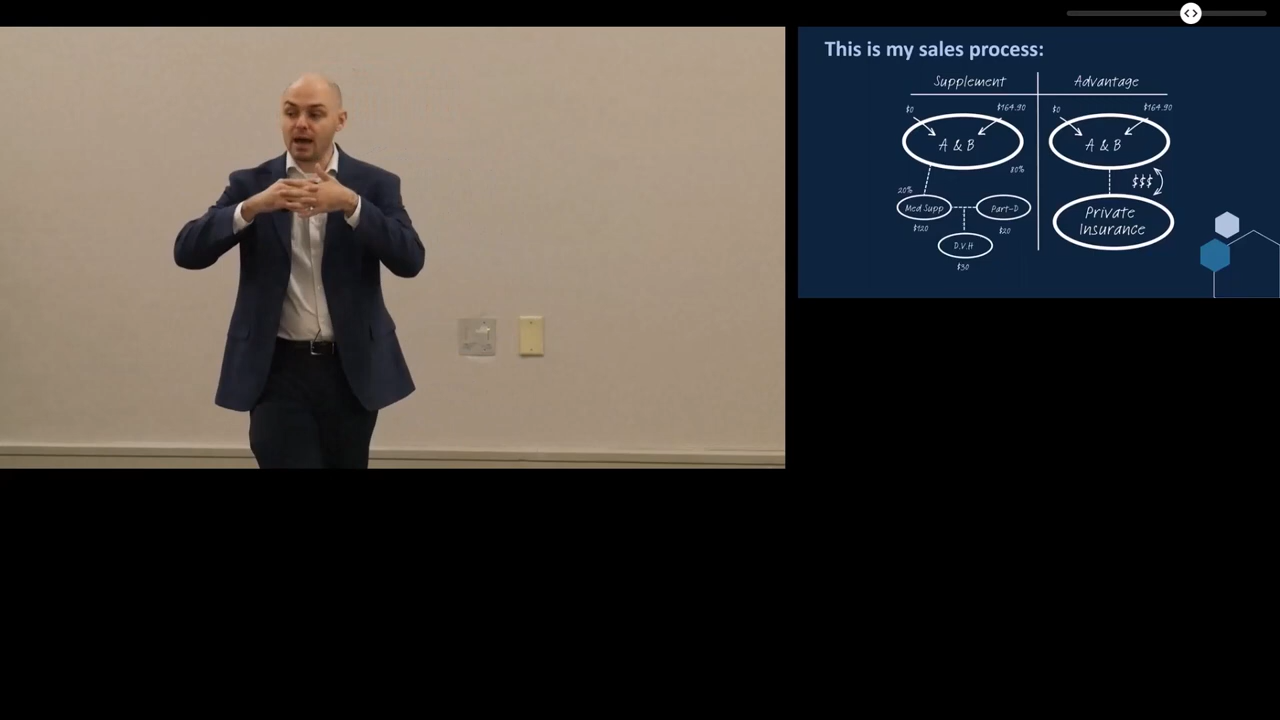 This is my sales process:
Supplement
Advantage
$0
$164.90
$0
$164.90
A & B
A & B
80%
$$$
20%
Med Supp
Part-D
Private
Insurance
$120
$20
D.V.H
$30